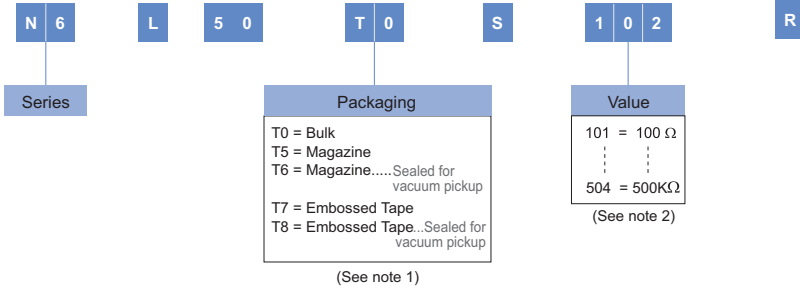 N 6 L 5 0 T 0 S 1 0 2 R
Series
Packaging
Value
T0 = Bulk
T5 = Magazine
T6 = Magazine.....Sealed for
vacuum pickup
T7 = Embossed Tape
T8 = Embossed Tape...Sealed for
vacuum pickup
(See note 1)
101 = 100 Ω
504 = 500KΩ
(See note 2)